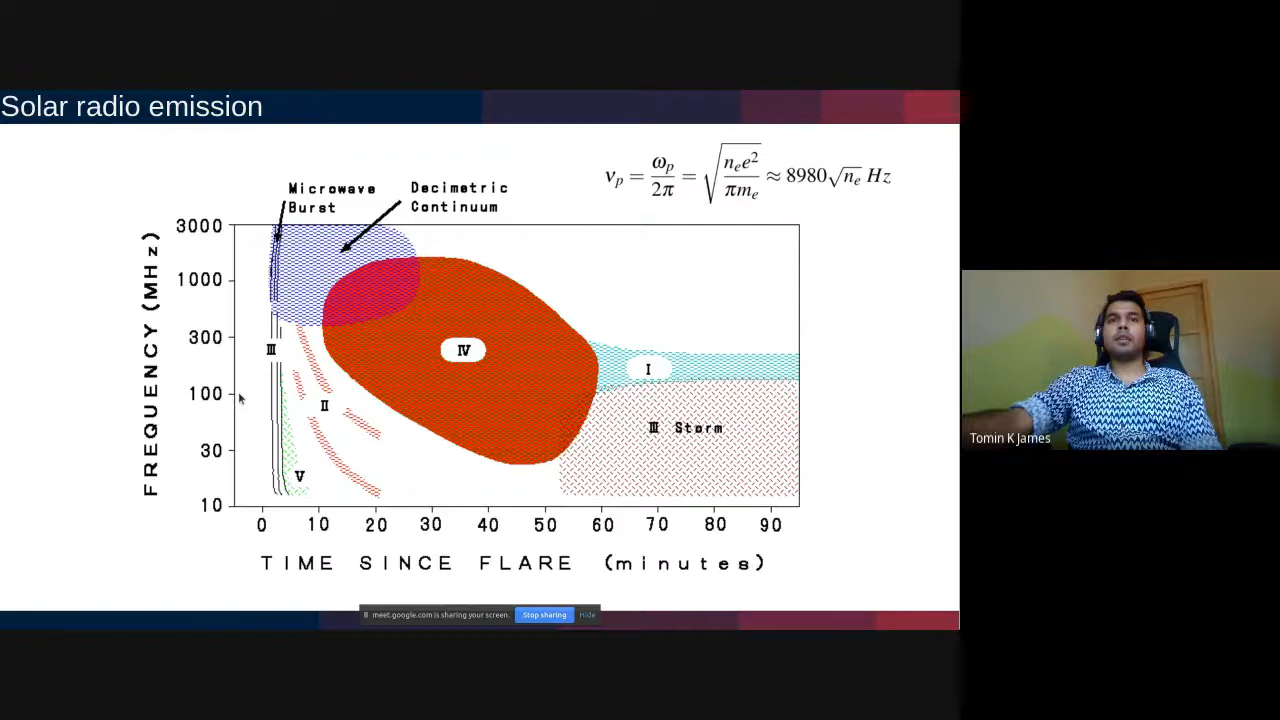 Solar radio emission
ν_p = ω_p / 2π = √(n_e e² / π m_e) ≈ 8980√n_e Hz
Microwave Burst
Decimetric Continuum
FREQUENCY (MHz)
3000
1000
300
100
30
10
III
IV
I
II
III Storm
V
0 10 20 30 40 50 60 70 80 90
TIME SINCE FLARE (minutes)
meet.google.com is sharing your screen. Stop sharing Hide
Tomin K James